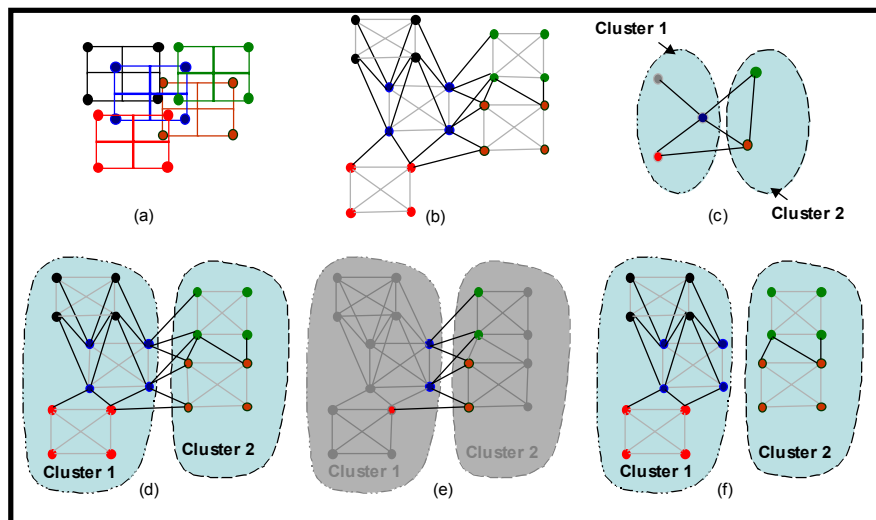 Cluster 1
(a)
(b)
(c)
Cluster 2
Cluster 1
Cluster 2
(d)
Cluster 1
Cluster 2
(e)
Cluster 1
Cluster 2
(f)